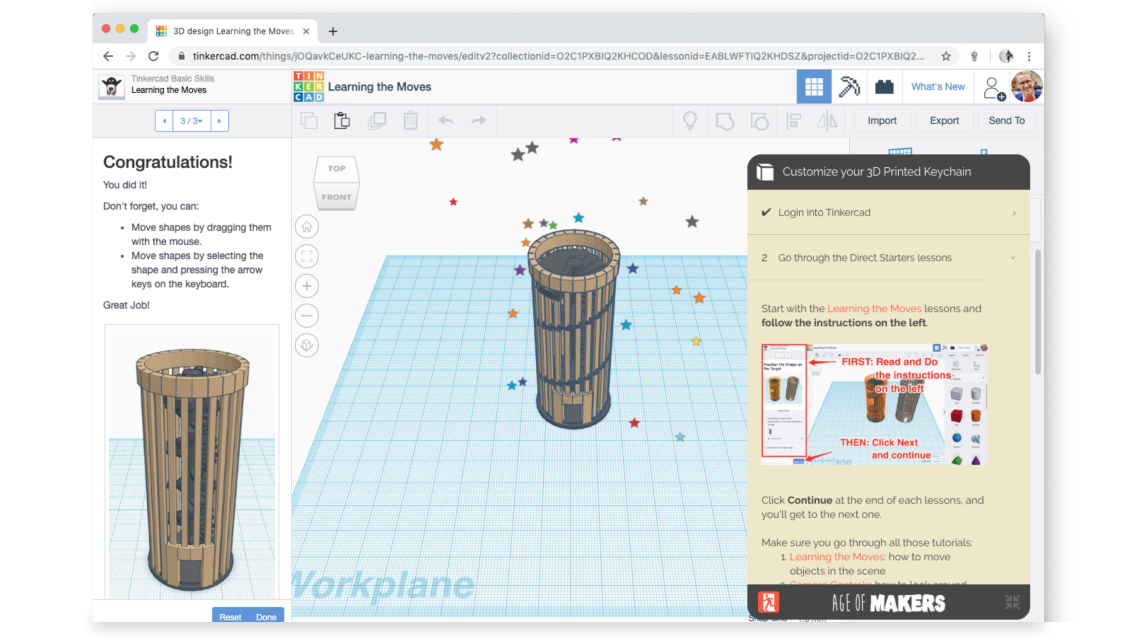 3D design Learning the Moves
tinkercad.com/things/jOQavkCeUKC-learning-the-moves/editv2?collectionid=O2C1PXBIQ2KHCOD&lessonid=EABLWFTIQ2KHDSZ&projectid=O2C1PXBIQ2...
Tinkercad Basic Skills
Learning the Moves
TIN
KER
CAD
Learning the Moves
What's New
3 / 3
Import
Export
Send To
Congratulations!
You did it!
Don't forget, you can:
• Move shapes by dragging them
with the mouse.
• Move shapes by selecting the
shape and pressing the arrow
keys on the keyboard.
Great Job!
Reset
Done
TOP
FRONT
Workplane
Customize your 3D Printed Keychain
✔ Login into Tinkercad
2 Go through the Direct Starters lessons
Start with the Learning the Moves lessons and
follow the instructions on the left.
FIRST: Read and Do
the instructions
on the left
THEN: Click Next
and continue
Click Continue at the end of each lessons, and
you'll get to the next one.
Make sure you go through all those tutorials:
1. Learning the Moves: how to move
objects in the scene
AGE OF MAKERS